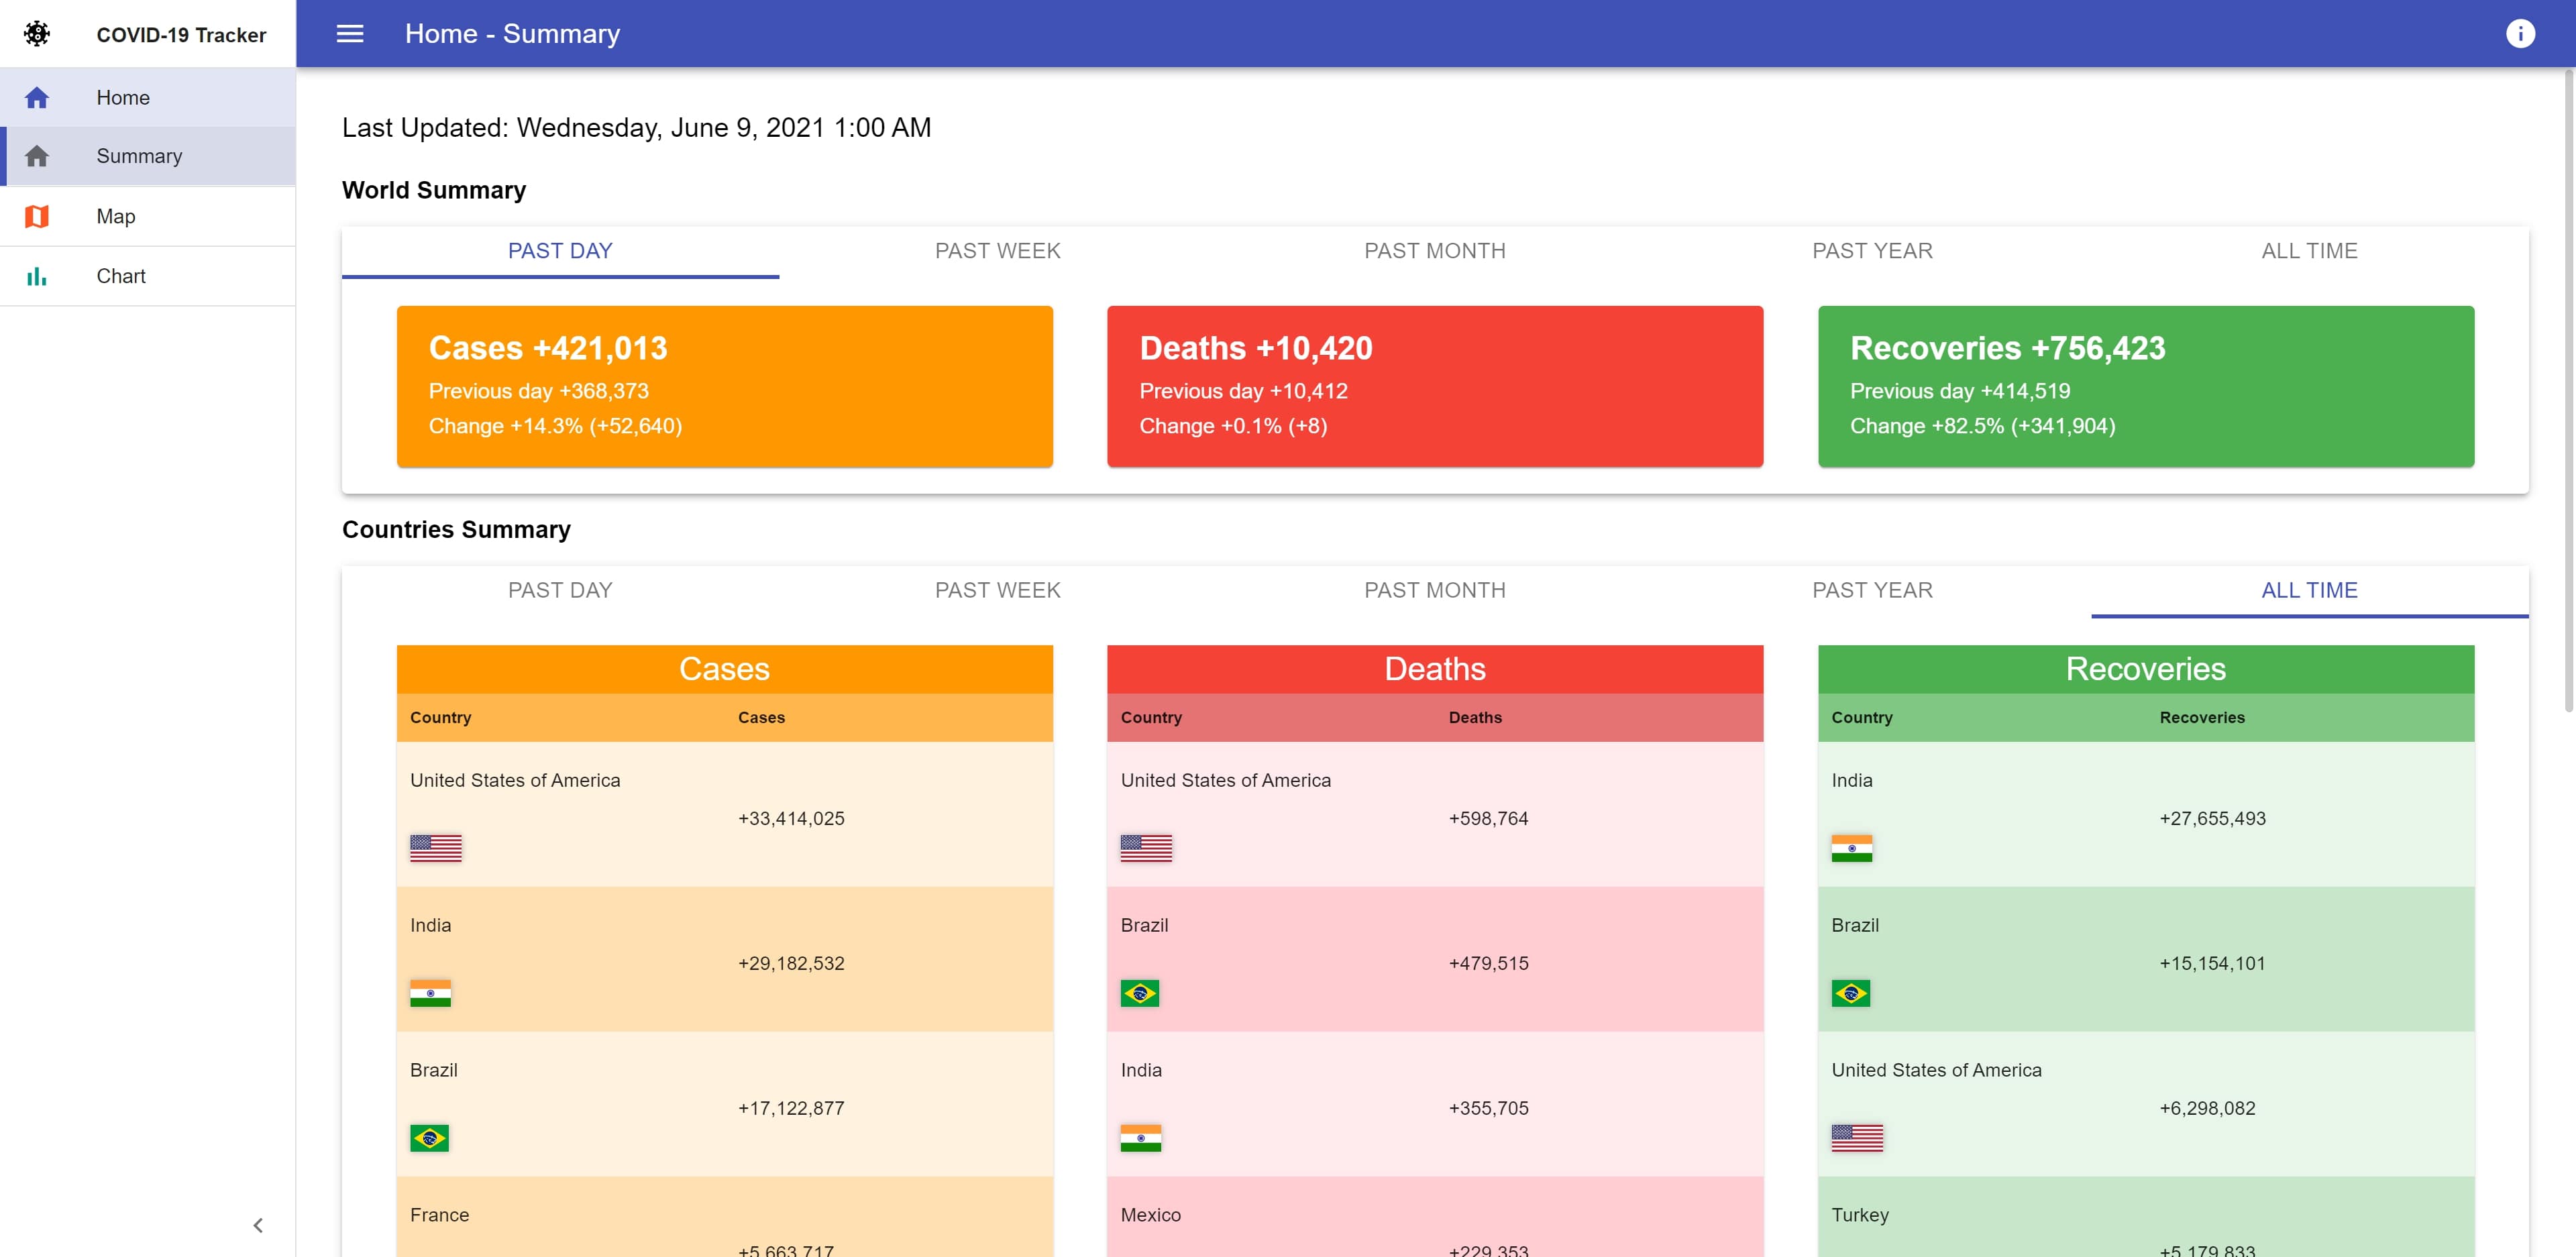 COVID-19 Tracker
Home - Summary
Home
Summary
Map
Chart
Last Updated: Wednesday, June 9, 2021 1:00 AM
World Summary
PAST DAY PAST WEEK PAST MONTH PAST YEAR ALL TIME
Cases +421,013
Previous day +368,373
Change +14.3% (+52,640)
Deaths +10,420
Previous day +10,412
Change +0.1% (+8)
Recoveries +756,423
Previous day +414,519
Change +82.5% (+341,904)
Countries Summary
PAST DAY PAST WEEK PAST MONTH PAST YEAR ALL TIME
Cases
Country Cases
United States of America
+33,414,025
India
+29,182,532
Brazil
+17,122,877
France
+5,663,717
Deaths
Country Deaths
United States of America
+598,764
Brazil
+479,515
India
+355,705
Mexico
+229,353
Recoveries
Country Recoveries
India
+27,655,493
Brazil
+15,154,101
United States of America
+6,298,082
Turkey
+5,179,833